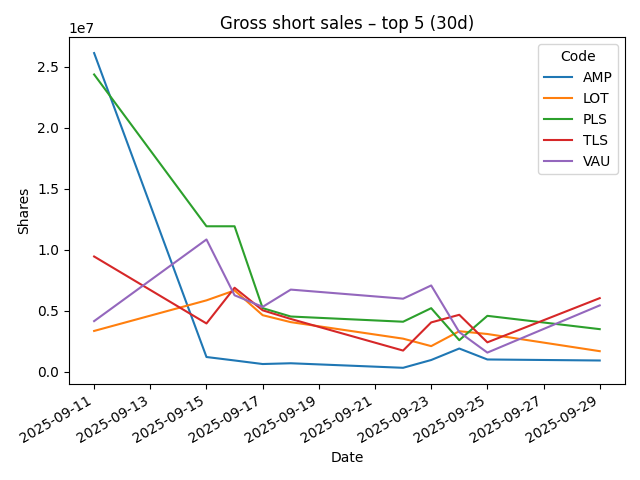 Gross short sales – top 5 (30d)
1e7
Code
AMP
LOT
PLS
TLS
VAU
Shares
2.5
2.0
1.5
1.0
0.5
0.0
2025-09-11
2025-09-13
2025-09-15
2025-09-17
2025-09-19
2025-09-21
2025-09-23
2025-09-25
2025-09-27
2025-09-29
Date